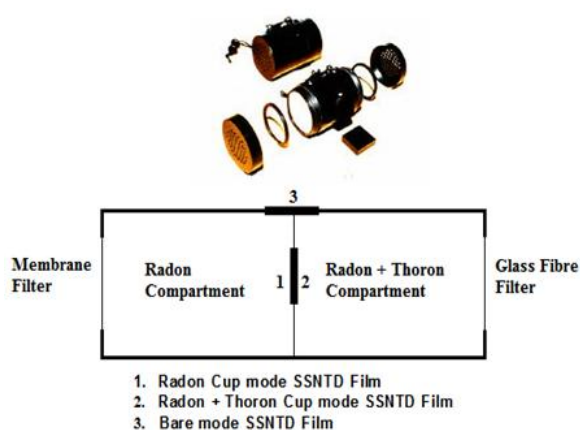 3
Membrane
Filter
Radon
Compartment
1
2
Radon + Thoron
Compartment
Glass Fibre
Filter
1. Radon Cup mode SSNTD Film
2. Radon + Thoron Cup mode SSNTD Film
3. Bare mode SSNTD Film